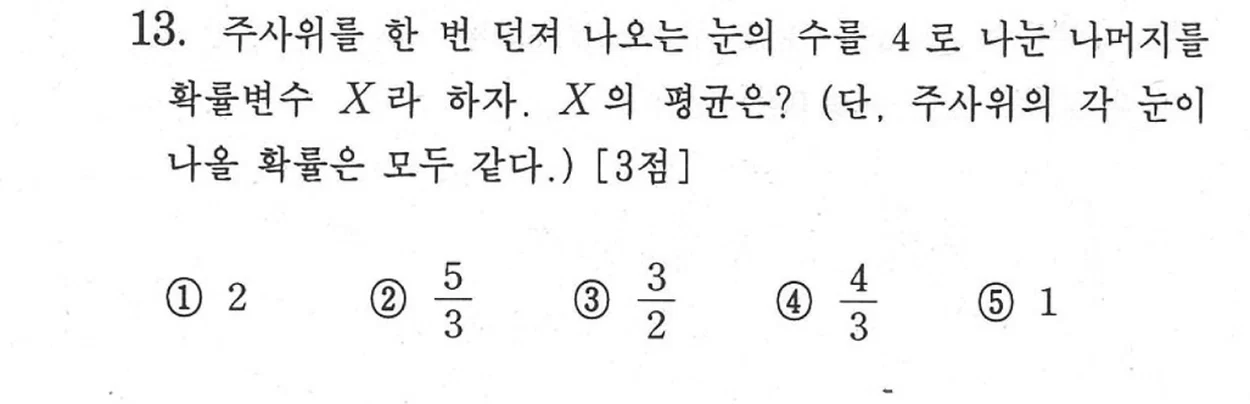 13. 주사위를 한 번 던져 나오는 눈의 수를 4 로 나눈 나머지를
확률변수 X 라 하자. X 의 평균은? (단, 주사위의 각 눈이
나올 확률은 모두 같다.) [3점]
① 2 ② 5/3 ③ 3/2 ④ 4/3 ⑤ 1